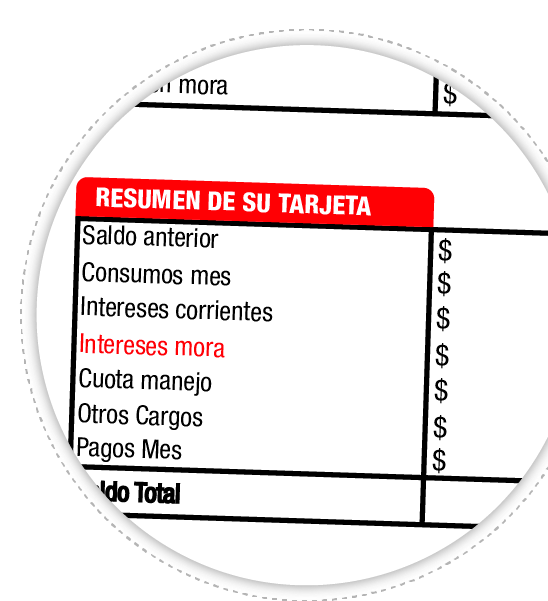 mora $
RESUMEN DE SU TARJETA
Saldo anterior $
Consumos mes $
Intereses corrientes $
Intereses mora $
Cuota manejo $
Otros Cargos $
Pagos Mes $
Total